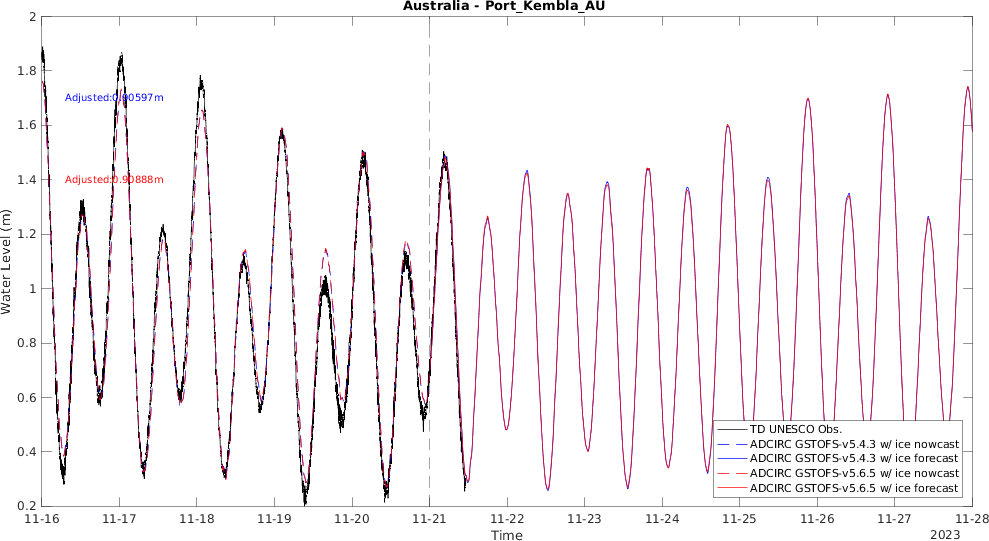 Australia - Port_Kembla_AU
2
1.8
1.6
1.4
1.2
1
0.8
0.6
0.4
0.2
Water Level (m)
Adjusted:0.90597m
Adjusted:0.90888m
TD UNESCO Obs.
ADCIRC GSTOFS-v5.4.3 w/ ice nowcast
ADCIRC GSTOFS-v5.4.3 w/ ice forecast
ADCIRC GSTOFS-v5.6.5 w/ ice nowcast
ADCIRC GSTOFS-v5.6.5 w/ ice forecast
11-16 11-17 11-18 11-19 11-20 11-21 11-22 11-23 11-24 11-25 11-26 11-27 11-28
Time
2023